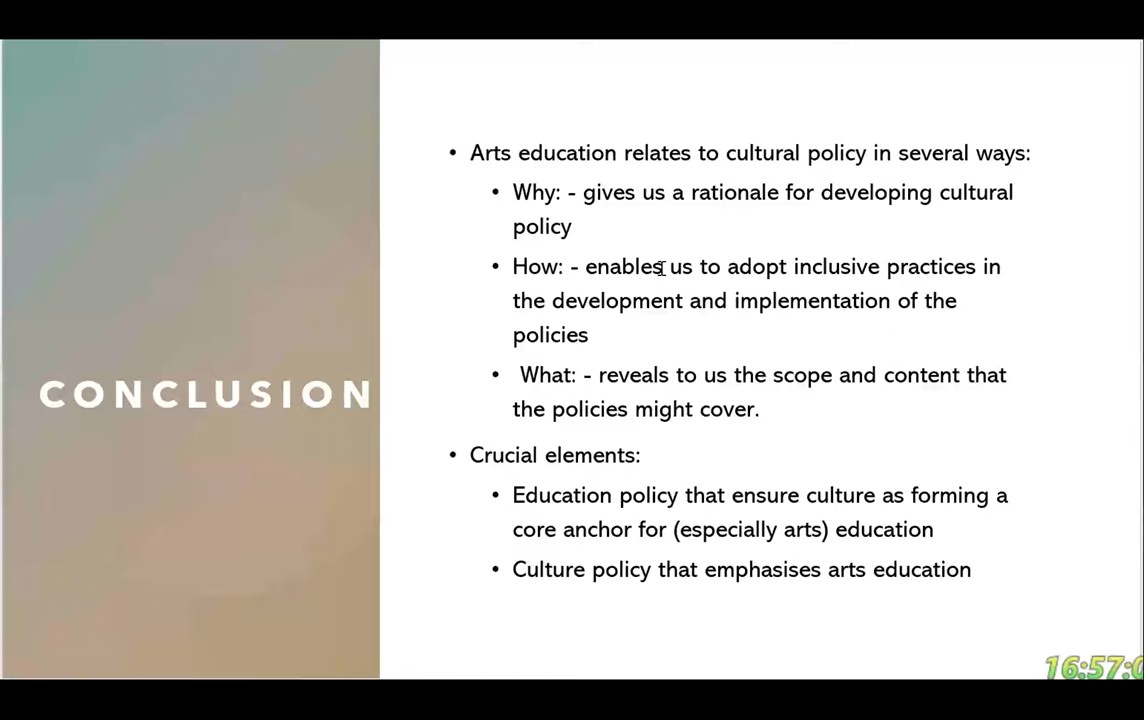 • Arts education relates to cultural policy in several ways:
• Why: - gives us a rationale for developing cultural
policy
• How: - enables us to adopt inclusive practices in
the development and implementation of the
policies
• What: - reveals to us the scope and content that
the policies might cover.
CONCLUSION
• Crucial elements:
• Education policy that ensure culture as forming a
core anchor for (especially arts) education
• Culture policy that emphasises arts education
16:57: